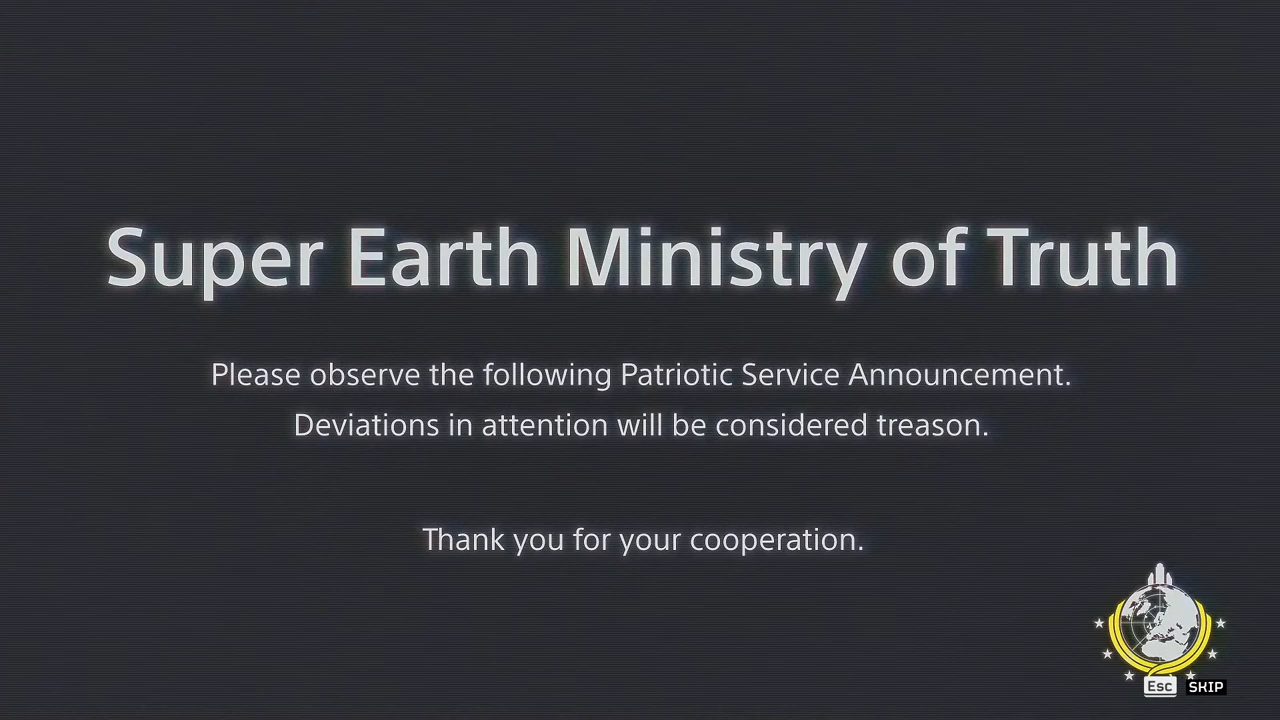 Super Earth Ministry of Truth
Please observe the following Patriotic Service Announcement.
Deviations in attention will be considered treason.
Thank you for your cooperation.
Esc SKIP